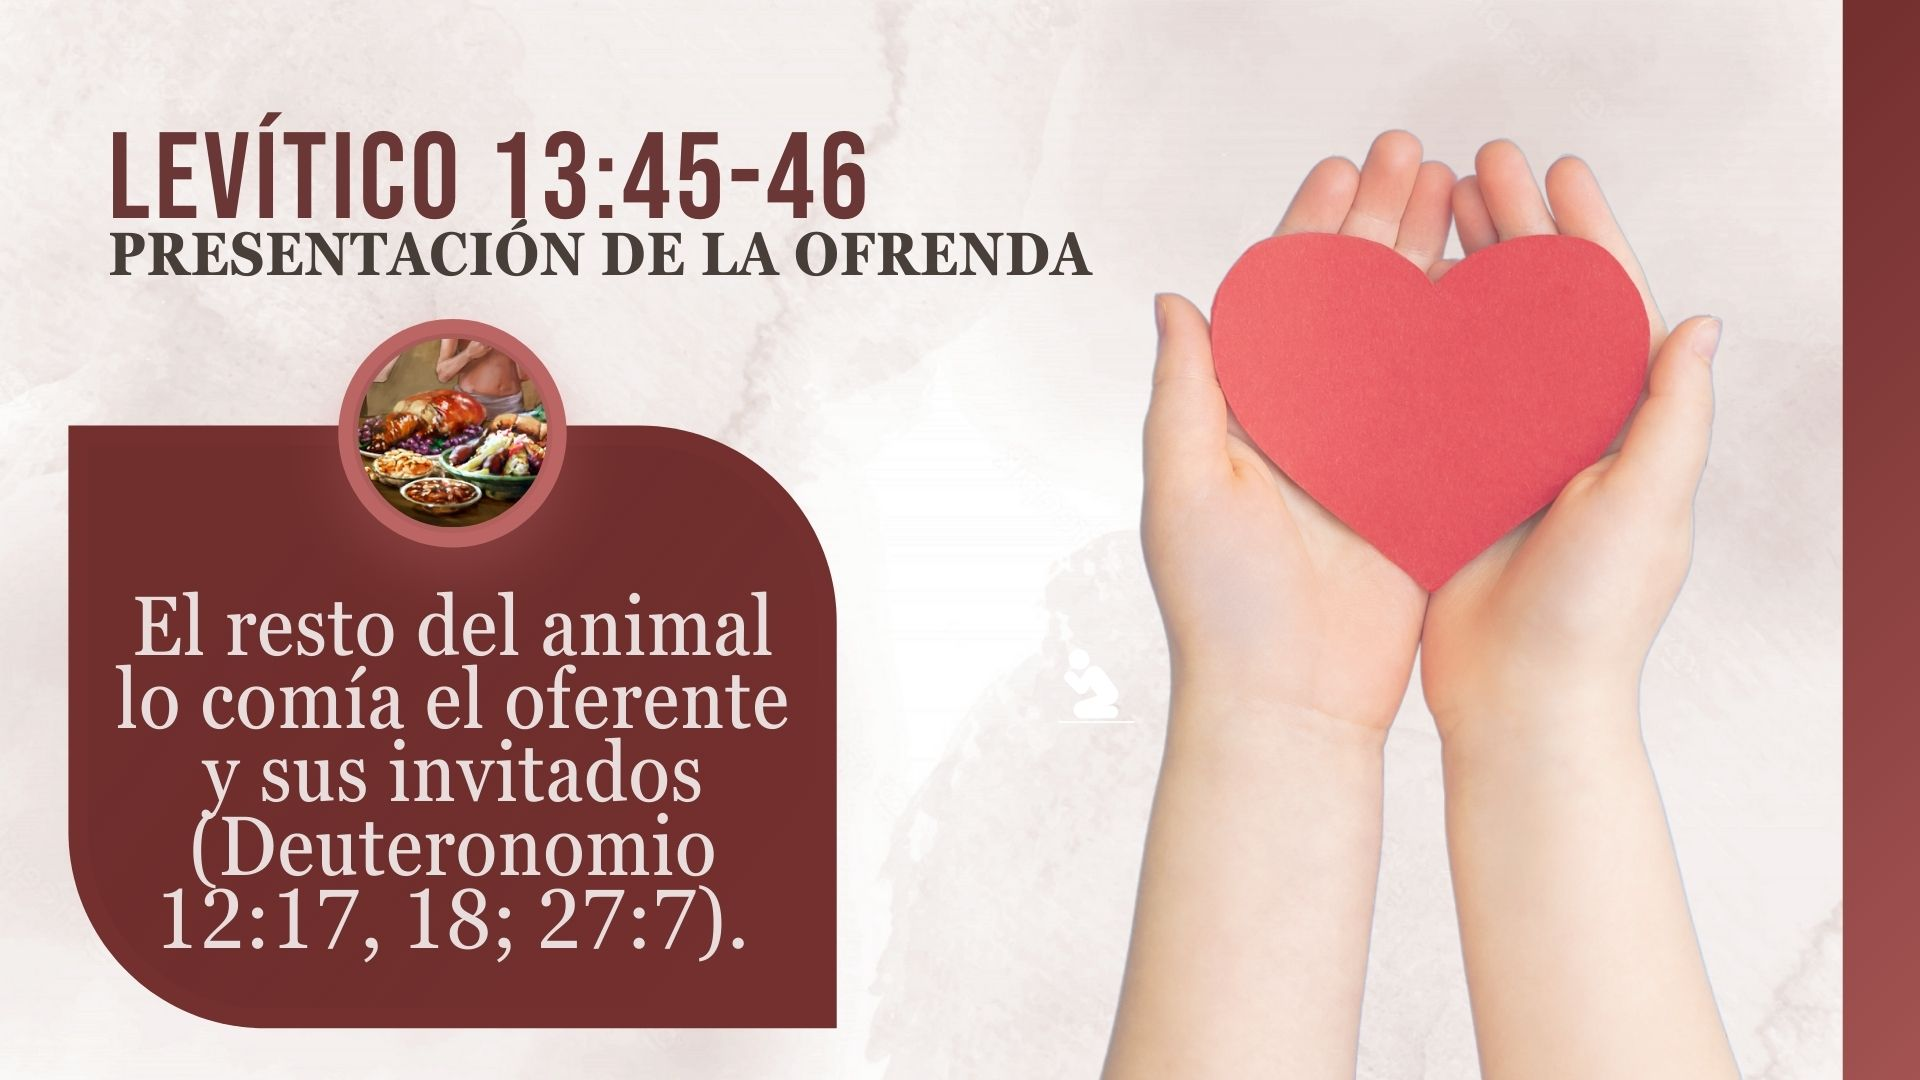 LEVÍTICO 13:45-46
PRESENTACIÓN DE LA OFRENDA
El resto del animal
lo comía el oferente
y sus invitados
(Deuteronomio
12:17, 18; 27:7).